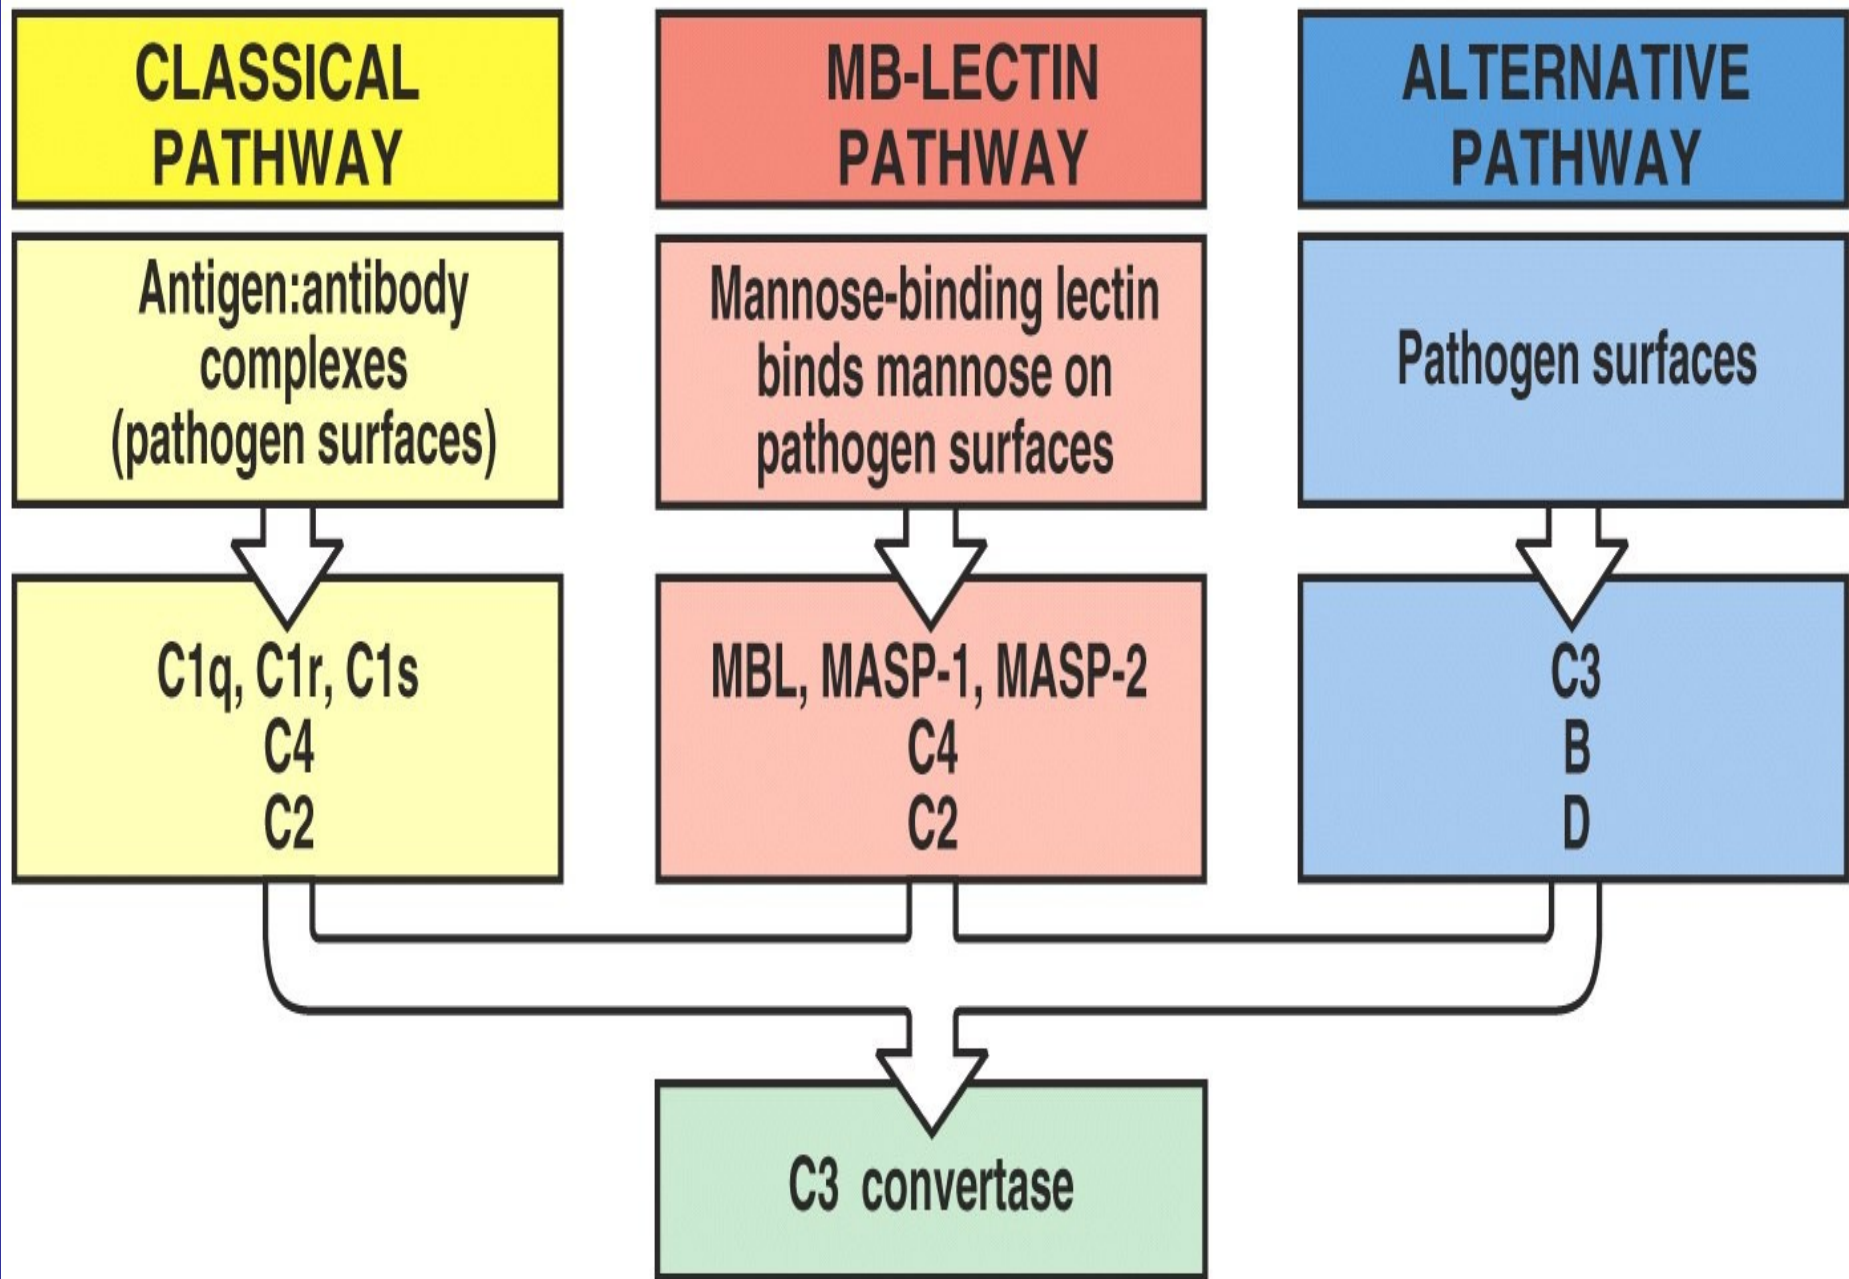 CLASSICAL
PATHWAY
Antigen:antibody
complexes
(pathogen surfaces)
C1q, C1r, C1s
C4
C2
MB-LECTIN
PATHWAY
Mannose-binding lectin
binds mannose on
pathogen surfaces
MBL, MASP-1, MASP-2
C4
C2
ALTERNATIVE
PATHWAY
Pathogen surfaces
C3
B
D
C3 convertase